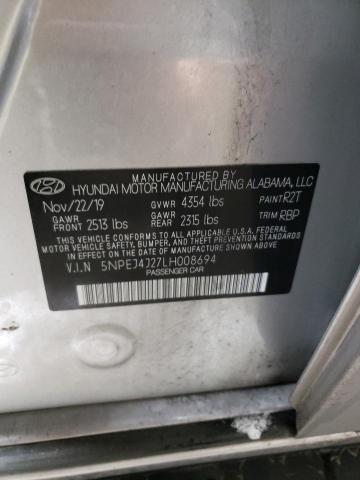 MANUFACTURED BY
HYUNDAI MOTOR MANUFACTURING ALABAMA, LLC
Nov/22/19 GVWR 4354 lbs PAINT R2T
GAWR FRONT 2513 lbs GAWR REAR 2315 lbs TRIM RBP
THIS VEHICLE CONFORMS TO ALL APPLICABLE U.S. FEDERAL
MOTOR VEHICLE SAFETY, BUMPER, AND THEFT PREVENTION
STANDARDS IN EFFECT ON THE DATE OF MANUFACTURE SHOWN ABOVE.
V.I.N 5NPEJ4J27LH008694
PASSENGER CAR